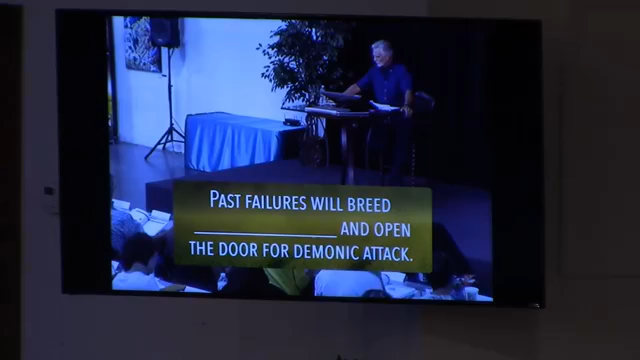 PAST FAILURES WILL BREED
_______________ AND OPEN
THE DOOR FOR DEMONIC ATTACK.